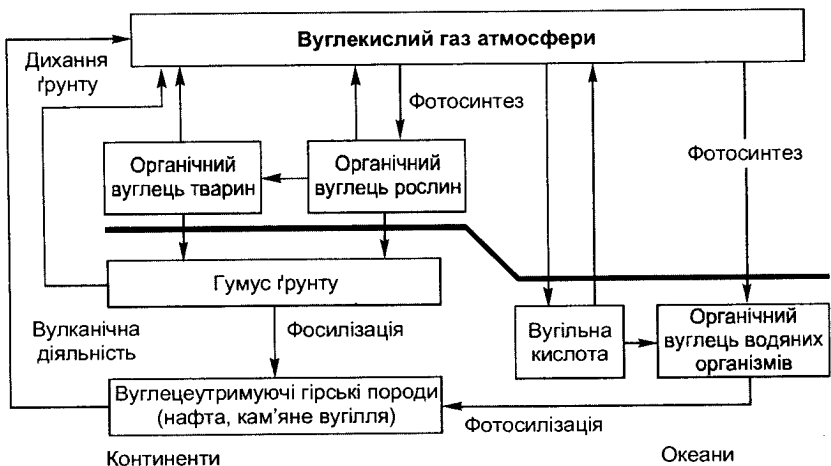 Вуглекислий газ атмосфери
Дихання
ґрунту
Фотосинтез
Фотосинтез
Органічний
вуглець тварин
Органічний
вуглець рослин
Гумус ґрунту
Вулканічна
діяльність
Фосилізація
Вугільна
кислота
Органічний
вуглець водяних
організмів
Вуглецеутримуючі гірські породи
(нафта, кам’яне вугілля)
Фотосилізація
Континенти
Океани